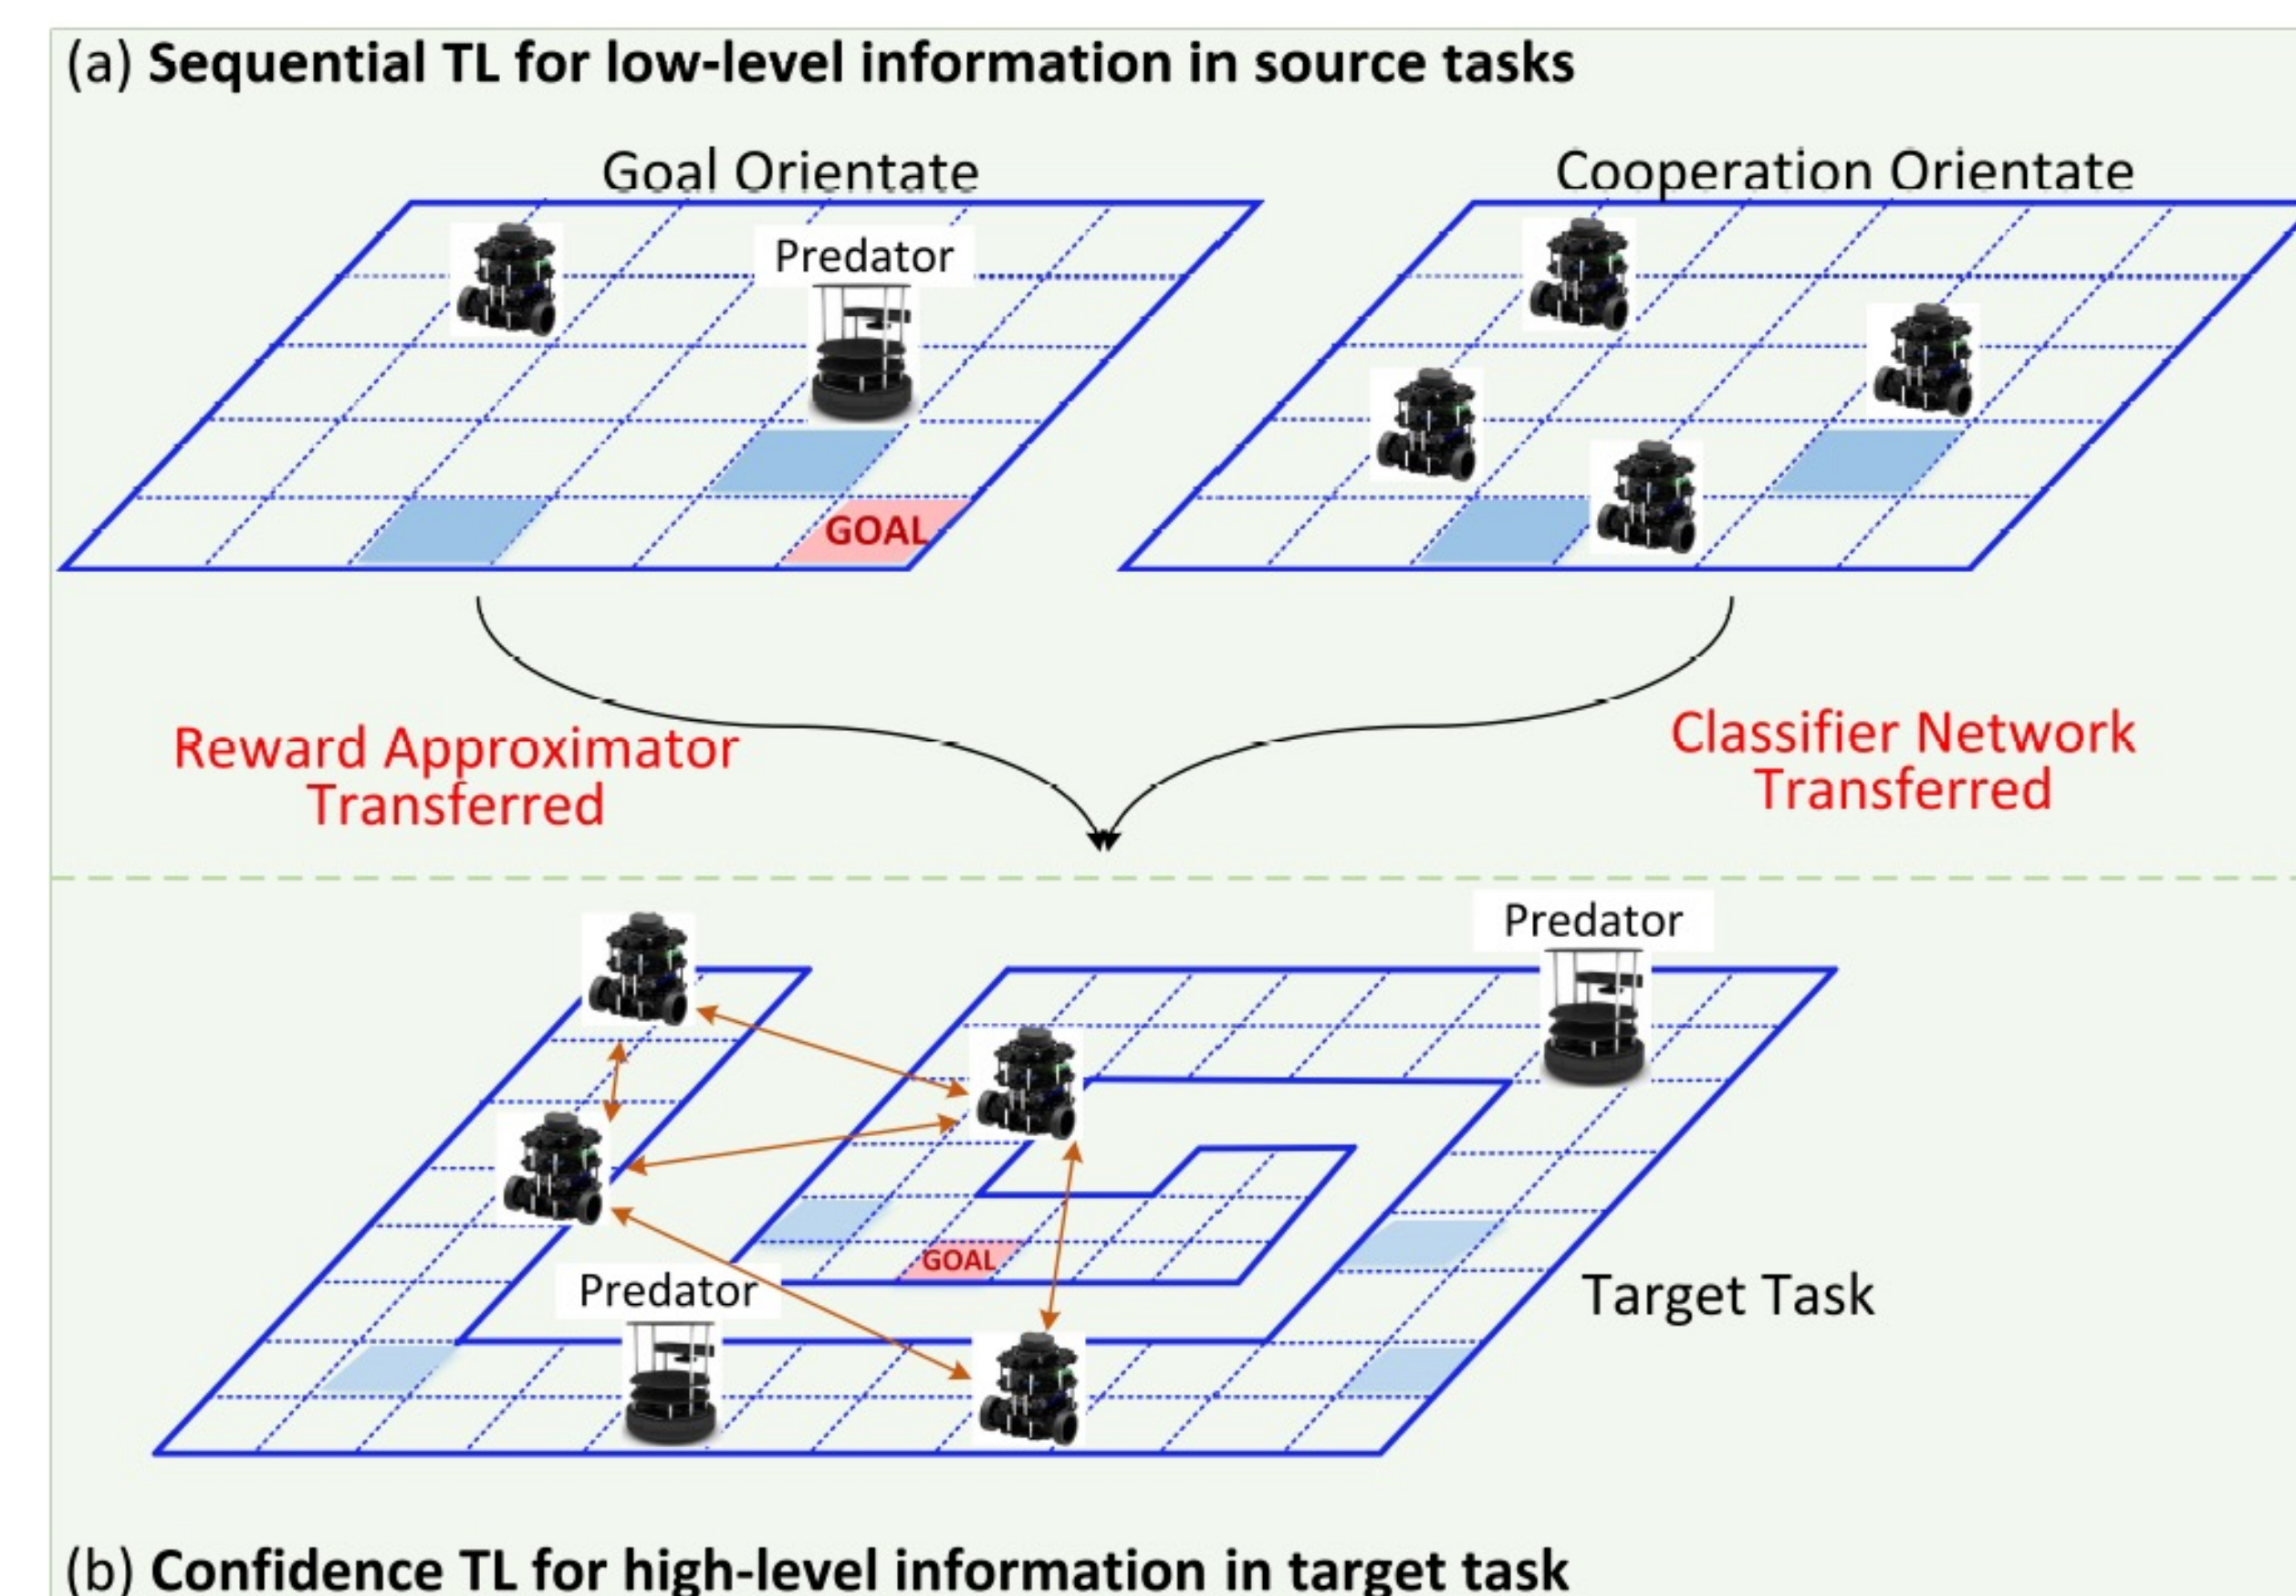 (a) Sequential TL for low-level information in source tasks
Goal Orientate
Cooperation Orientate
Predator
GOAL
Reward Approximator
Transferred
Classifier Network
Transferred
Predator
GOAL
Predator
Target Task
(b) Confidence TL for high-level information in target task